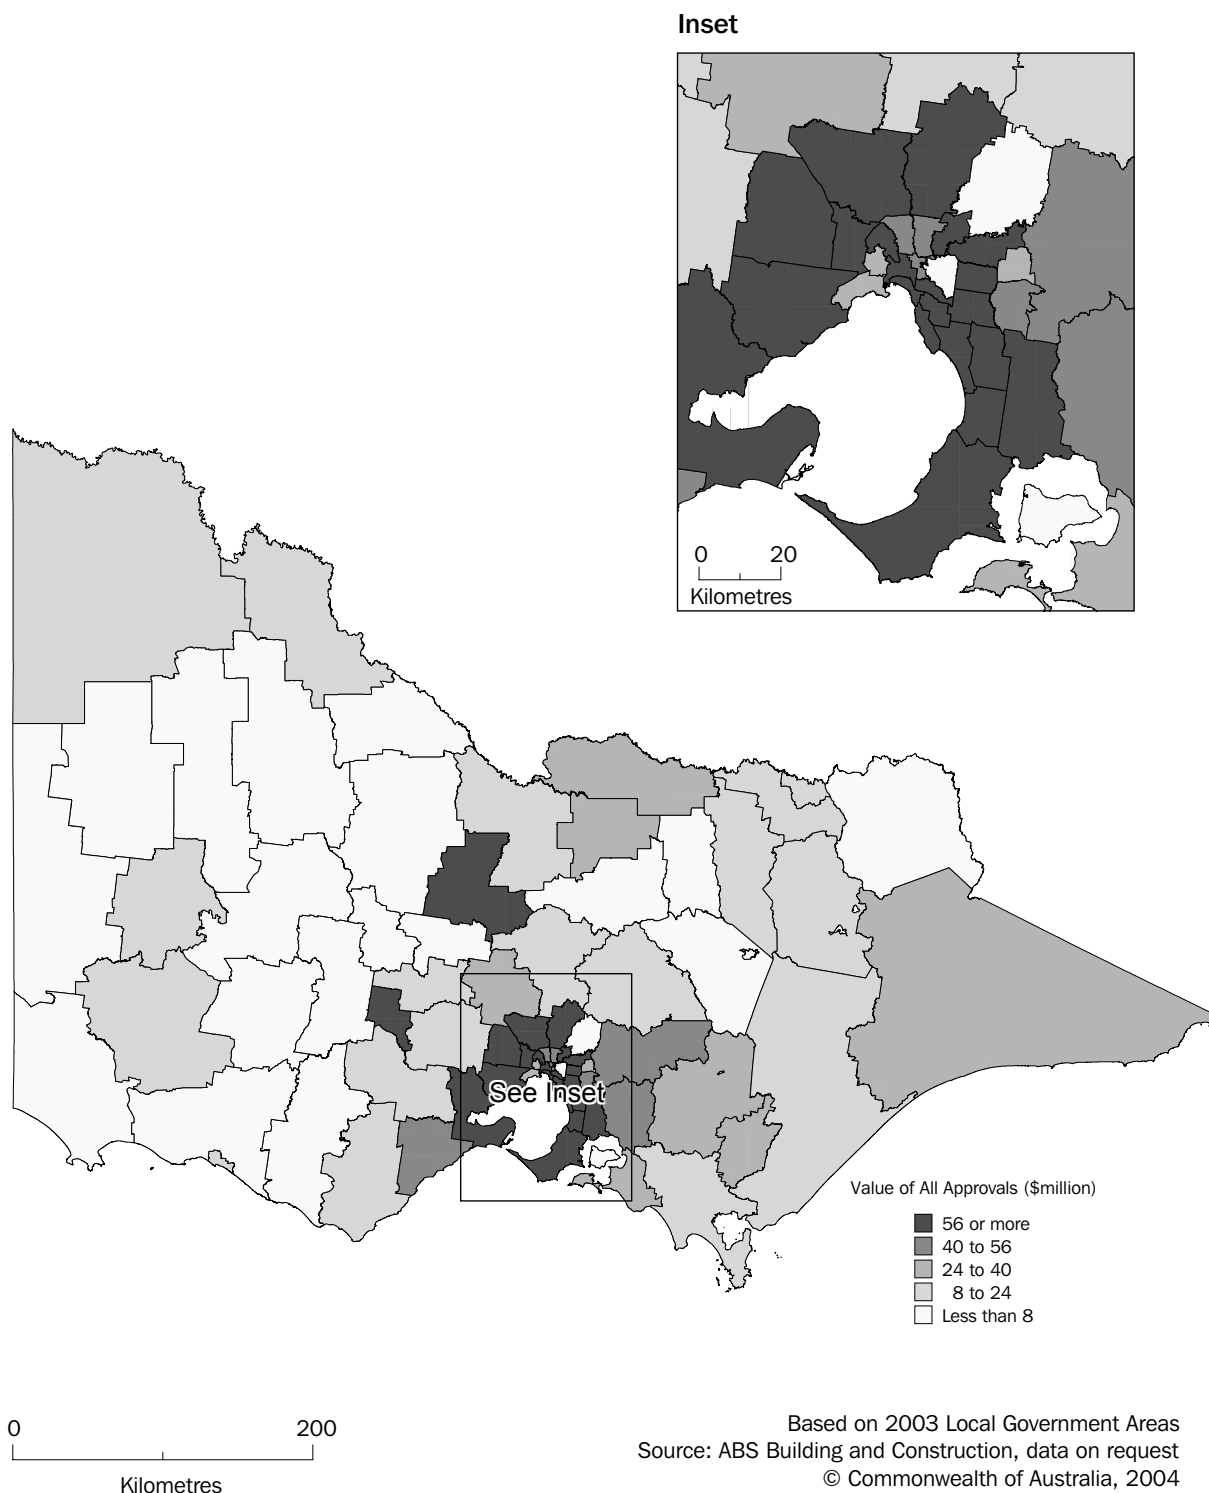 Inset
0 20
Kilometres
See Inset
Value of All Approvals ($million)
56 or more
40 to 56
24 to 40
8 to 24
Less than 8
0 200
Kilometres
Based on 2003 Local Government Areas
Source: ABS Building and Construction, data on request
© Commonwealth of Australia, 2004